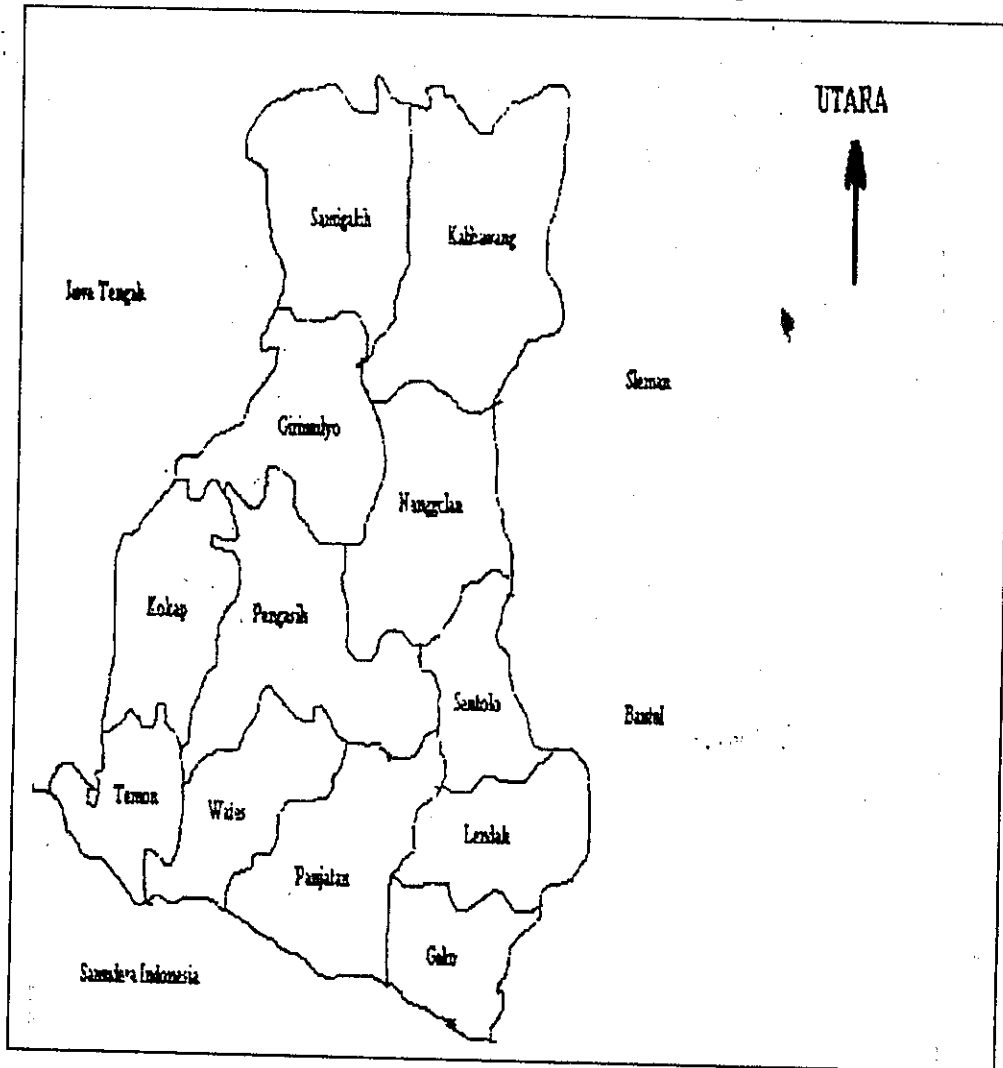 UTARA
Samigaluh
Kalibawang
Jawa Tengah
Sleman
Girimulyo
Nanggulan
Kokap
Pengasih
Sentolo
Bantul
Temon
Wates
Lendah
Panjatan
Galur
Samudera Indonesia